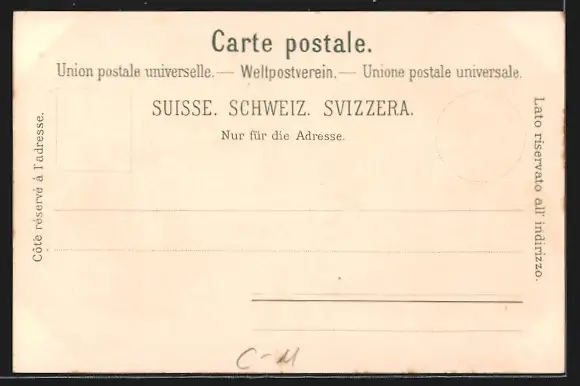 Carte postale.
Union postale universelle. — Weltpostverein. — Unione postale universale.
SUISSE. SCHWEIZ. SVIZZERA.
Nur für die Adresse.
Côté réservé à l'adresse.
Lato riservato all' indirizzo.
C-M